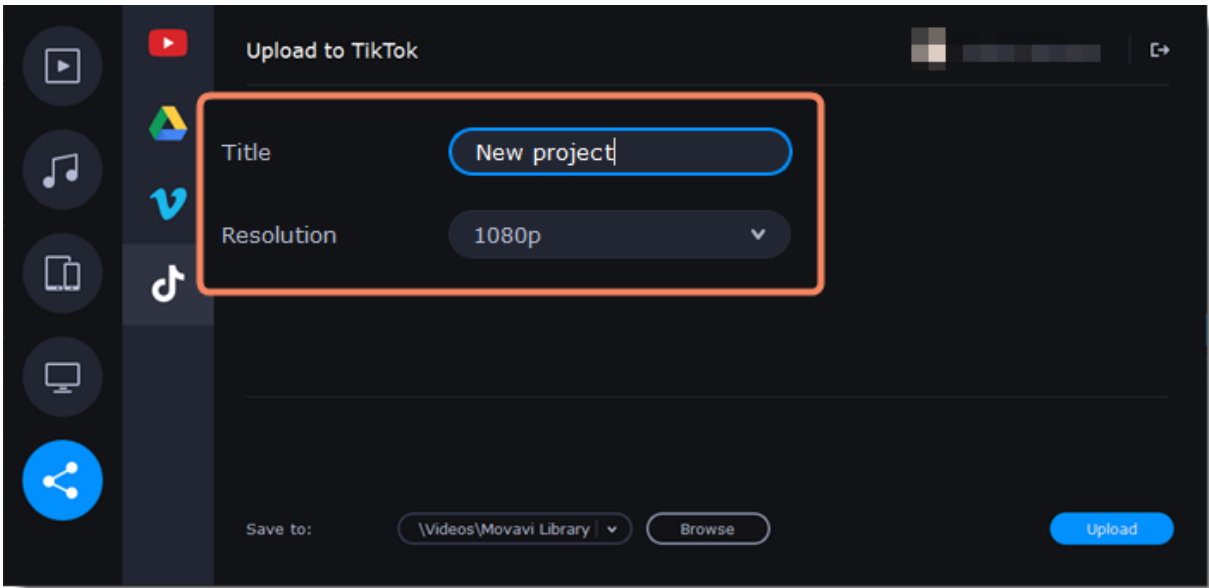 Upload to TikTok
Title New project
Resolution 1080p
Save to: \Videos\Movavi Library Browse Upload